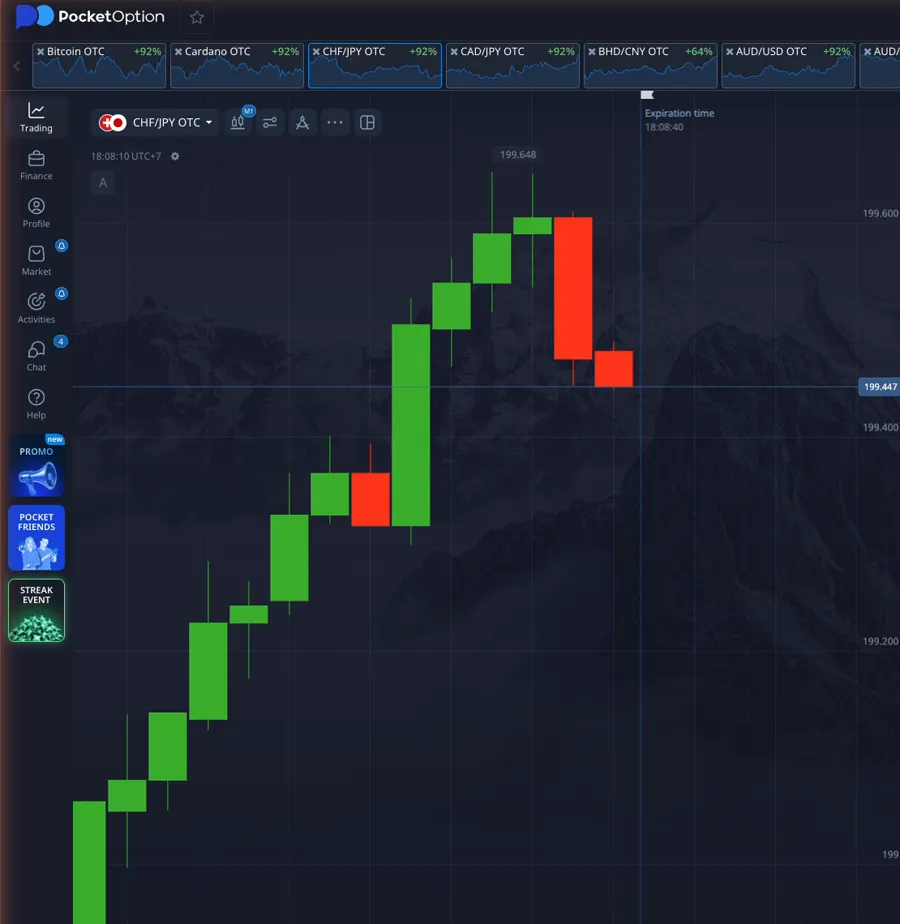 PocketOption
Bitcoin OTC +92%
Cardano OTC +92%
CHF/JPY OTC +92%
CAD/JPY OTC +92%
BHD/CNY OTC +64%
AUD/USD OTC +92%
AUD/
Trading
Finance
Profile
Market
Activities
4
Chat
Help
new
PROMO
POCKET
FRIENDS
STREAK
EVENT
CHF/JPY OTC
M1
18:08:10 UTC+7
A
199.648
Expiration time
18:08:40
199.600
199.447
199.400
199.200
199